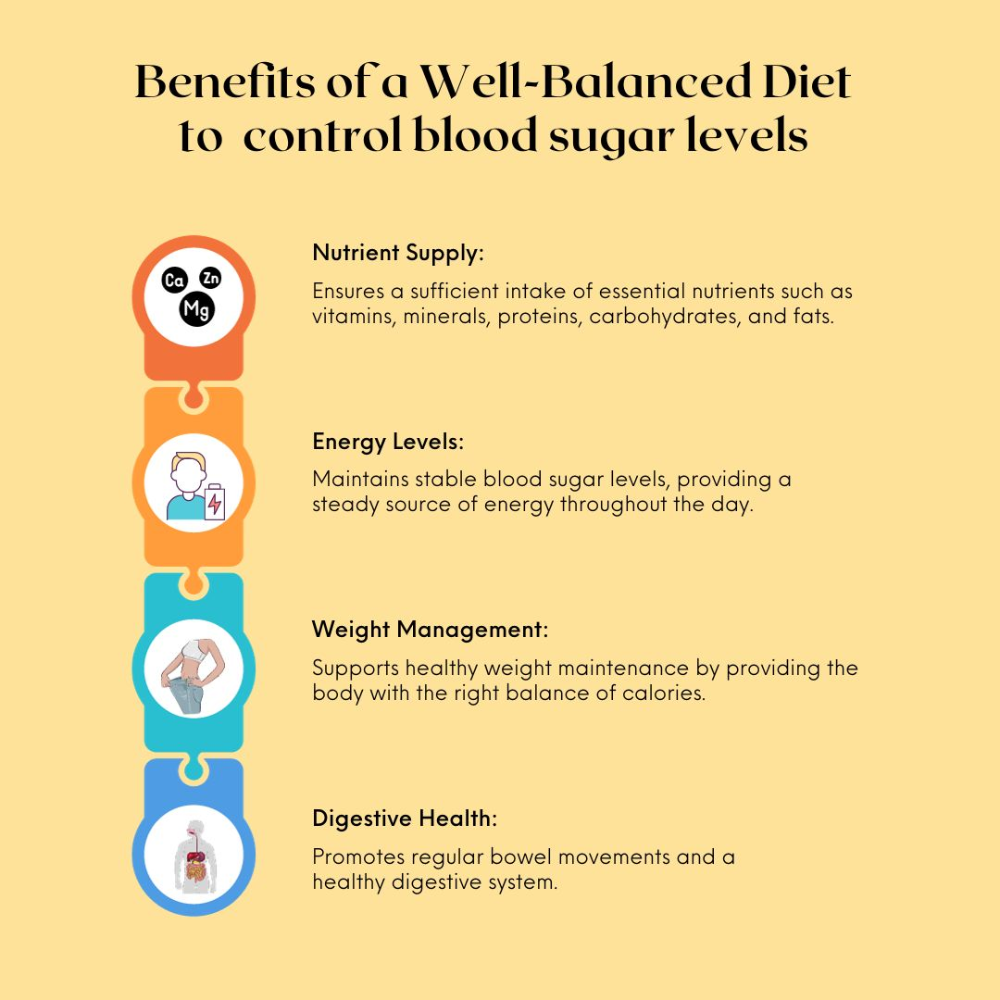 Benefits of a Well-Balanced Diet
to control blood sugar levels
Ca Zn
Mg
Nutrient Supply:
Ensures a sufficient intake of essential nutrients such as
vitamins, minerals, proteins, carbohydrates, and fats.
Energy Levels:
Maintains stable blood sugar levels, providing a
steady source of energy throughout the day.
Weight Management:
Supports healthy weight maintenance by providing the
body with the right balance of calories.
Digestive Health:
Promotes regular bowel movements and a
healthy digestive system.